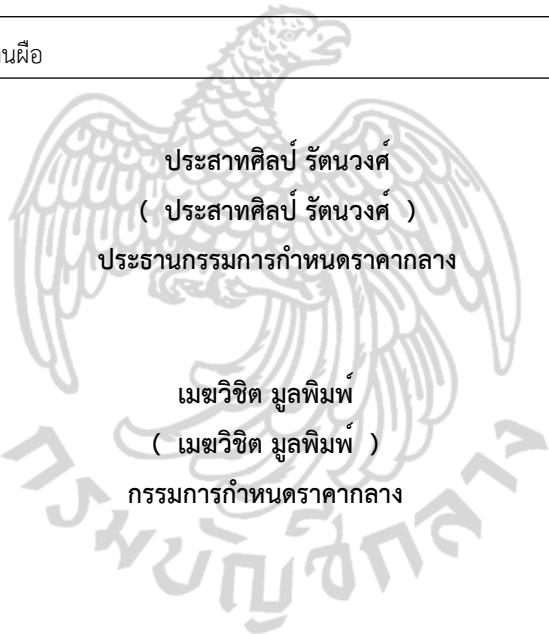 นผือ
ประสาทศิลป์ รัตนวงศ์
( ประสาทศิลป์ รัตนวงศ์ )
ประธานกรรมการกำหนดราคากลาง
เมฆวิชิต มูลพิมพ์
( เมฆวิชิต มูลพิมพ์ )
กรรมการกำหนดราคากลาง
กรมบัญชีกลาง